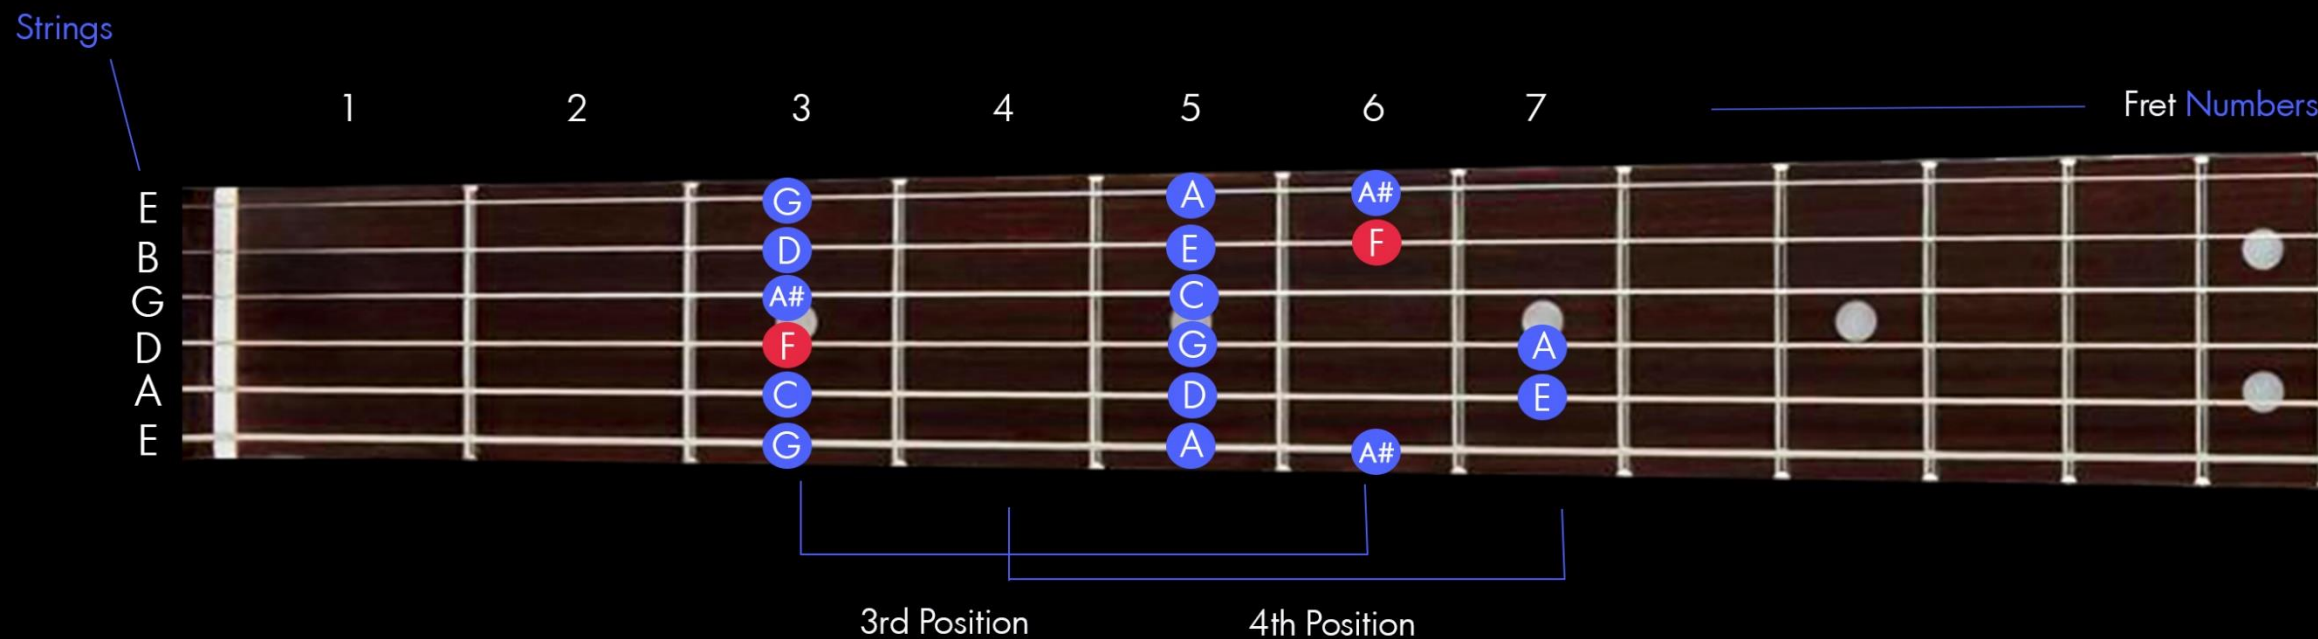 Strings
1 2 3 4 5 6 7 Fret Numbers
E G A A#
B D E F
G A# C
D F G A
A C D E
E G A A#
3rd Position 4th Position